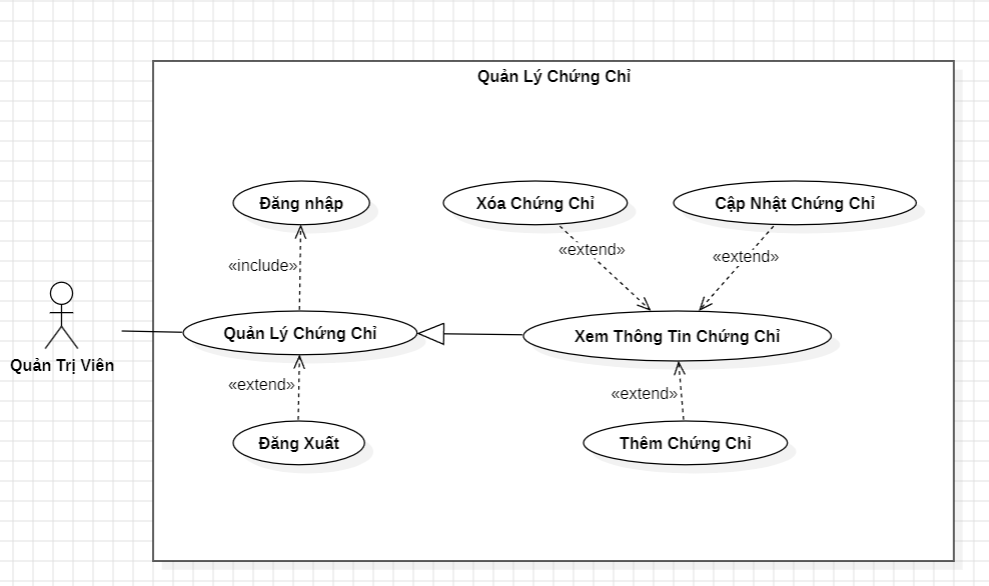 Quản Lý Chứng Chỉ
Đăng nhập
Xóa Chứng Chỉ
Cập Nhật Chứng Chỉ
«extend»
«extend»
«include»
Quản Lý Chứng Chỉ
Xem Thông Tin Chứng Chỉ
Quản Trị Viên
«extend»
«extend»
Đăng Xuất
Thêm Chứng Chỉ